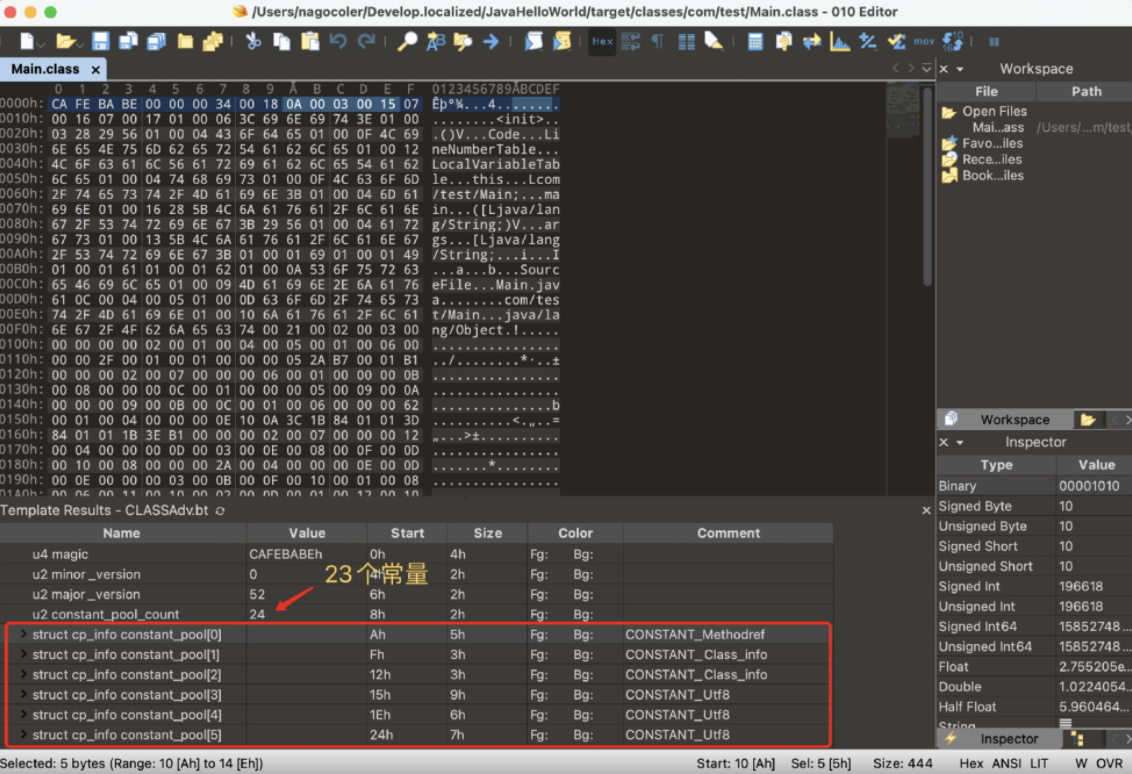 /Users/nagocoler/Develop.localized/JavaHelloWorld/target/classes/com/test/Main.class - 010 Editor
Hex
mov
Main.class ×
Workspace
0 1 2 3 4 5 6 7 8 9 A B C D E F 0123456789ABCDEF
0000h: CA FE BA BE 00 00 00 34 00 18 0A 00 03 00 15 07 Êþº¾...4........
0010h: 00 16 07 00 17 01 00 06 3C 69 6E 69 74 3E 01 00 ........<init>..
0020h: 03 28 29 56 01 00 04 43 6F 64 65 01 00 0F 4C 69 .()V...Code...Li
0030h: 6E 65 4E 75 6D 62 65 72 54 61 62 6C 65 01 00 12 neNumberTable...
0040h: 4C 6F 63 61 6C 56 61 72 69 61 62 6C 65 54 61 62 LocalVariableTab
0050h: 6C 65 01 00 04 74 68 69 73 01 00 0F 4C 63 6F 6D le...this...Lcom
0060h: 2F 74 65 73 74 2F 4D 61 69 6E 3B 01 00 04 6D 61 /test/Main;...ma
0070h: 69 6E 01 00 16 28 5B 4C 6A 61 76 61 2F 6C 61 6E in...([Ljava/lan
0080h: 67 2F 53 74 72 69 6E 67 3B 29 56 01 00 04 61 72 g/String;)V...ar
0090h: 67 73 01 00 13 5B 4C 6A 61 76 61 2F 6C 61 6E 67 gs...[Ljava/lang
00A0h: 2F 53 74 72 69 6E 67 3B 01 00 01 69 01 00 01 49 /String;...i...I
00B0h: 01 00 01 61 01 00 01 62 01 00 0A 53 6F 75 72 63 ...a...b...Sourc
00C0h: 65 46 69 6C 65 01 00 09 4D 61 69 6E 2E 6A 61 76 eFile...Main.jav
00D0h: 61 0C 00 04 00 05 01 00 0D 63 6F 6D 2F 74 65 73 a........com/tes
00E0h: 74 2F 4D 61 69 6E 01 00 10 6A 61 76 61 2F 6C 61 t/Main...java/la
00F0h: 6E 67 2F 4F 62 6A 65 63 74 00 21 00 02 00 03 00 ng/Object.!.....
0100h: 00 00 00 00 02 00 01 00 04 00 05 00 01 00 06 00 ................
0110h: 00 00 2F 00 01 00 01 00 00 00 05 2A B7 00 01 B1 ../........*·..±
0120h: 00 00 00 02 00 07 00 00 00 06 00 01 00 00 00 0B ................
0130h: 00 08 00 00 00 0C 00 01 00 00 00 05 00 09 00 0A ................
0140h: 00 00 00 09 00 0B 00 0C 00 01 00 06 00 00 00 62 ...............b
0150h: 00 01 00 04 00 00 00 0E 10 0A 3C 1B 84 01 01 3D ..........<.„..=
0160h: 84 01 01 1B 3E B1 00 00 00 02 00 07 00 00 00 12 „...>±..........
0170h: 00 04 00 00 00 0D 00 03 00 0E 00 08 00 0F 00 0D ................
0180h: 00 10 00 08 00 00 00 2A 00 04 00 00 00 0E 00 0D .......*........
0190h: 00 0E 00 00 00 03 00 0B 00 0F 00 10 00 01 00 08 ................
File Path
Open Files
Mai...ass /Users/...m/test
Favo...iles
Rece...iles
Book...iles
Workspace
Inspector
Type Value
Binary 00001010
Signed Byte 10
Unsigned Byte 10
Signed Short 10
Unsigned Short 10
Signed Int 196618
Unsigned Int 196618
Signed Int64 15852748...
Unsigned Int64 15852748...
Float 2.755205e...
Double 1.0224054...
Half Float 5.960464...
String
Inspector
Template Results - CLASSAdv.bt
Name Value Start Size Color Comment
u4 magic CAFEBABEh 0h 4h Fg: Bg:
u2 minor_version 0 4h 2h Fg: Bg:
23个常量
u2 major_version 52 6h 2h Fg: Bg:
u2 constant_pool_count 24 8h 2h Fg: Bg:
struct cp_info constant_pool[0] Ah 5h Fg: Bg: CONSTANT_Methodref
struct cp_info constant_pool[1] Fh 3h Fg: Bg: CONSTANT_Class_info
struct cp_info constant_pool[2] 12h 3h Fg: Bg: CONSTANT_Class_info
struct cp_info constant_pool[3] 15h 9h Fg: Bg: CONSTANT_Utf8
struct cp_info constant_pool[4] 1Eh 6h Fg: Bg: CONSTANT_Utf8
struct cp_info constant_pool[5] 24h 7h Fg: Bg: CONSTANT_Utf8
Selected: 5 bytes (Range: 10 [Ah] to 14 [Eh]) Start: 10 [Ah] Sel: 5 [5h] Size: 444 Hex ANSI LIT W OVR